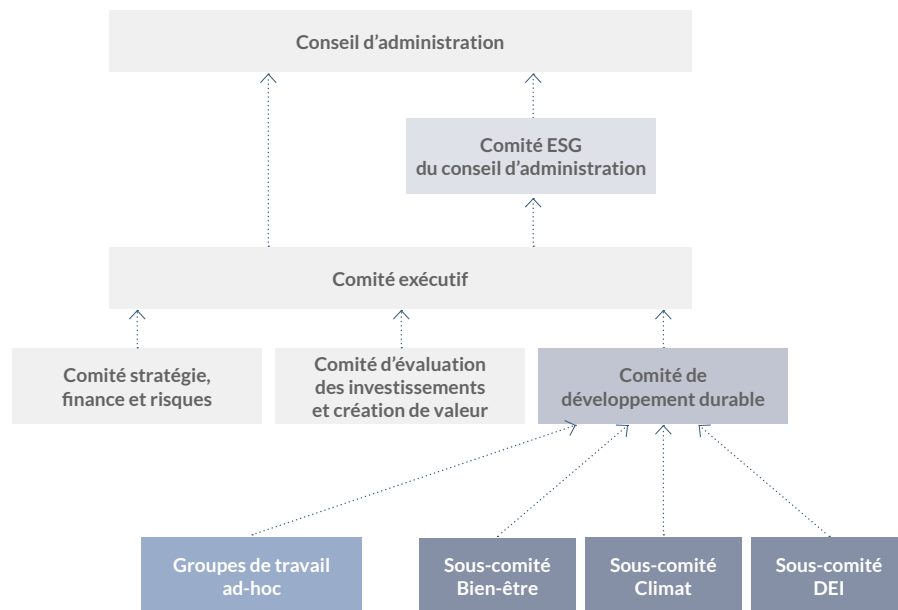 Conseil d’administration
Comité ESG
du conseil d’administration
Comité exécutif
Comité stratégie,
finance et risques
Comité d’évaluation
des investissements
et création de valeur
Comité de
développement durable
Groupes de travail
ad-hoc
Sous-comité
Bien-être
Sous-comité
Climat
Sous-comité
DEI